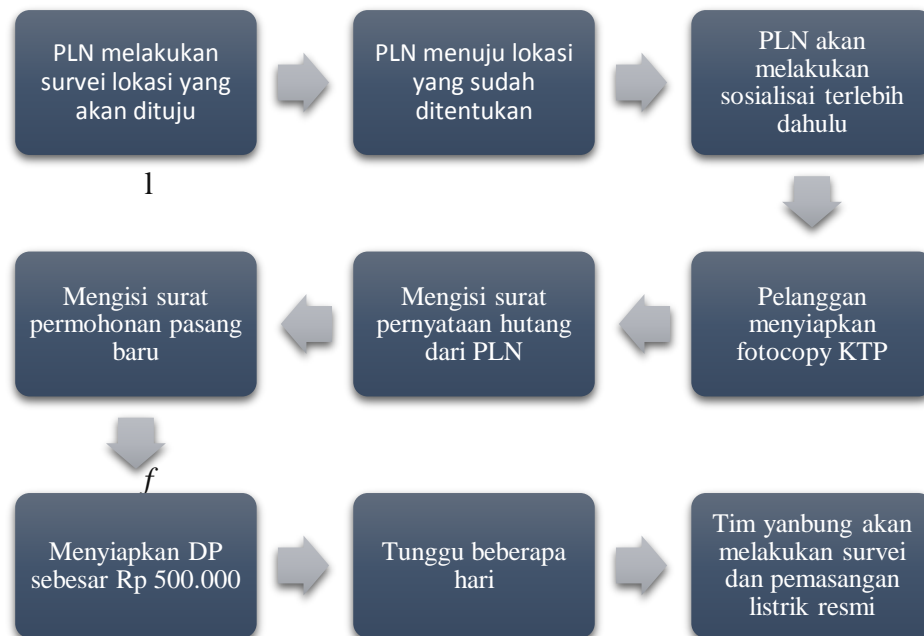 PLN melakukan
survei lokasi yang
akan dituju
PLN menuju lokasi
yang sudah
ditentukan
PLN akan
melakukan
sosialisai terlebih
dahulu
l
Pelanggan
menyiapkan
fotocopy KTP
Mengisi surat
pernyataan hutang
dari PLN
Mengisi surat
permohonan pasang
baru
f
Menyiapkan DP
sebesar Rp 500.000
Tunggu beberapa
hari
Tim yanbung akan
melakukan survei
dan pemasangan
listrik resmi